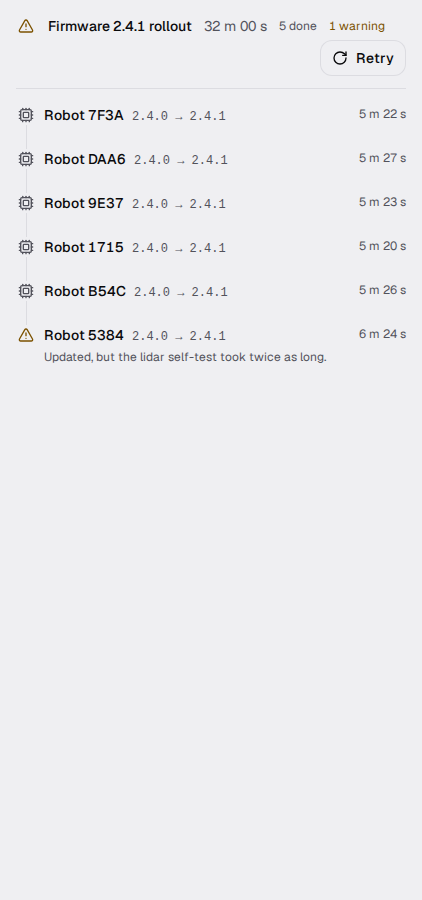 Firmware 2.4.1 rollout 32 m 00 s 5 done 1 warning
Retry
Robot 7F3A 2.4.0 → 2.4.1 5 m 22 s
Robot DAA6 2.4.0 → 2.4.1 5 m 27 s
Robot 9E37 2.4.0 → 2.4.1 5 m 23 s
Robot 1715 2.4.0 → 2.4.1 5 m 20 s
Robot B54C 2.4.0 → 2.4.1 5 m 26 s
Robot 5384 2.4.0 → 2.4.1 6 m 24 s
Updated, but the lidar self-test took twice as long.